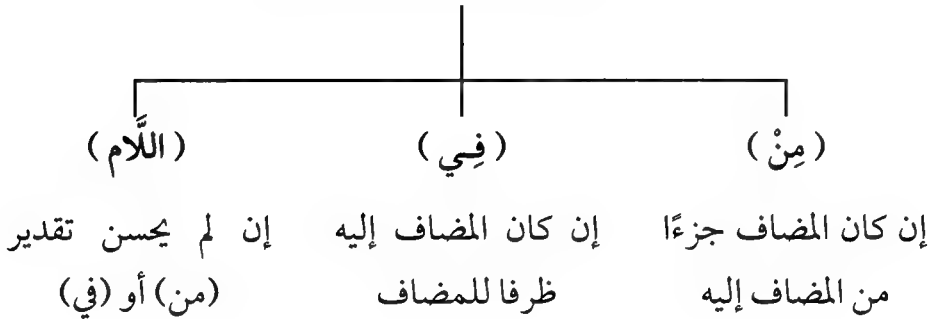 (مِنْ) (فِي) (اللَّام)
إن كان المضاف جزءًا إن كان المضاف إليه إن لم يحسن تقدير
من المضاف إليه ظرفا للمضاف (من) أو (في)